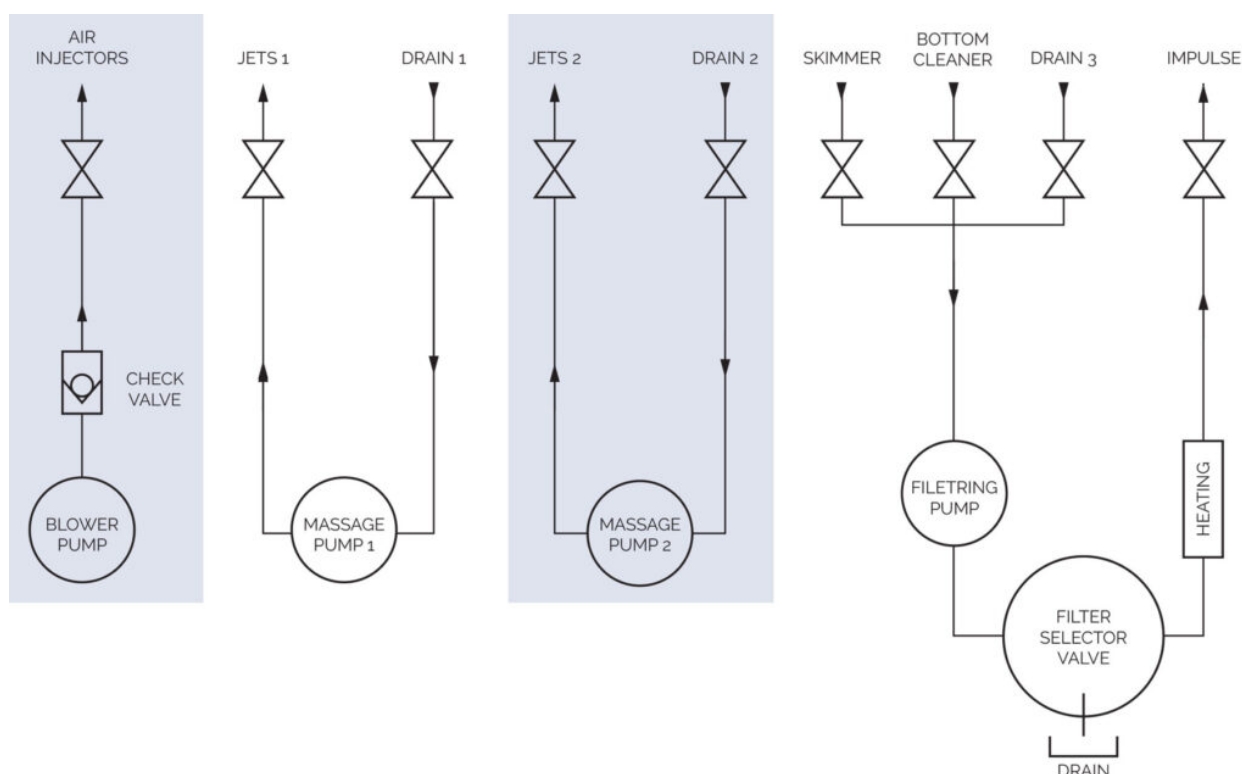 AIR
INJECTORS
JETS 1
DRAIN 1
JETS 2
DRAIN 2
SKIMMER
BOTTOM
CLEANER
DRAIN 3
IMPULSE
CHECK
VALVE
BLOWER
PUMP
MASSAGE
PUMP 1
MASSAGE
PUMP 2
FILETRING
PUMP
HEATING
FILTER
SELECTOR
VALVE
DRAIN